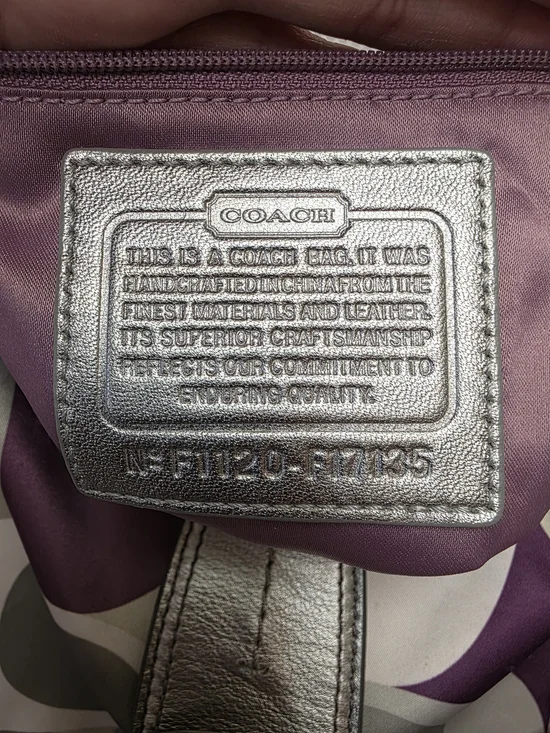 COACH
THIS IS A COACH BAG. IT WAS
HANDCRAFTED IN CHINA FROM THE
FINEST MATERIALS AND LEATHER.
ITS SUPERIOR CRAFTSMANSHIP
REFLECTS OUR COMMITMENT TO
ENDURING QUALITY.
Nº F1120-F17135